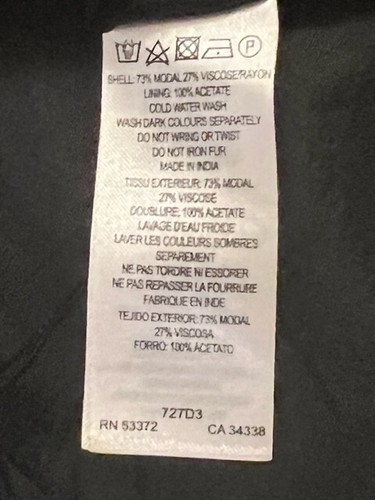 SHELL: 73% MODAL 27% VISCOSE/RAYON
LINING: 100% ACETATE
COLD WATER WASH
WASH DARK COLOURS SEPARATELY
DO NOT WRING OR TWIST
DO NOT IRON FUR
MADE IN INDIA
TISSU EXTERIEUR: 73% MODAL
27% VISCOSE
DOUBLURE: 100% ACETATE
LAVAGE D'EAU FROIDE
LAVER LES COULEURS SOMBRES
SEPAREMENT
NE PAS TORDRE NI ESSORER
NE PAS REPASSER LA FOURRURE
FABRIQUE EN INDE
TEJIDO EXTERIOR: 73% MODAL
27% VISCOSA
FORRO: 100% ACETATO
727D3
RN 53372 CA 34338